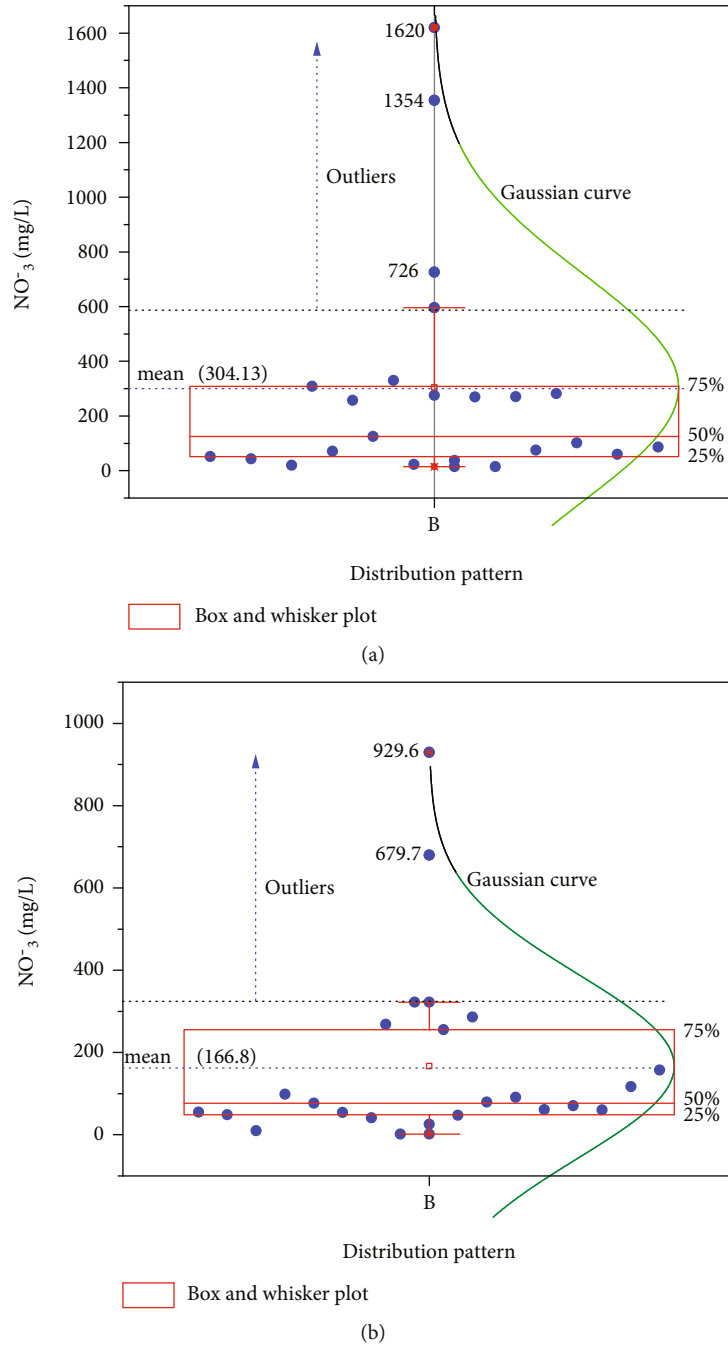 1600
1400
1200
1000
800
600
400
200
0
NO⁻₃ (mg/L)
1620
1354
726
Outliers
Gaussian curve
mean (304.13)
75%
50%
25%
B
Distribution pattern
Box and whisker plot
(a)
1000
800
600
400
200
0
NO⁻₃ (mg/L)
929.6
679.7
Outliers
Gaussian curve
mean (166.8)
75%
50%
25%
B
Distribution pattern
Box and whisker plot
(b)